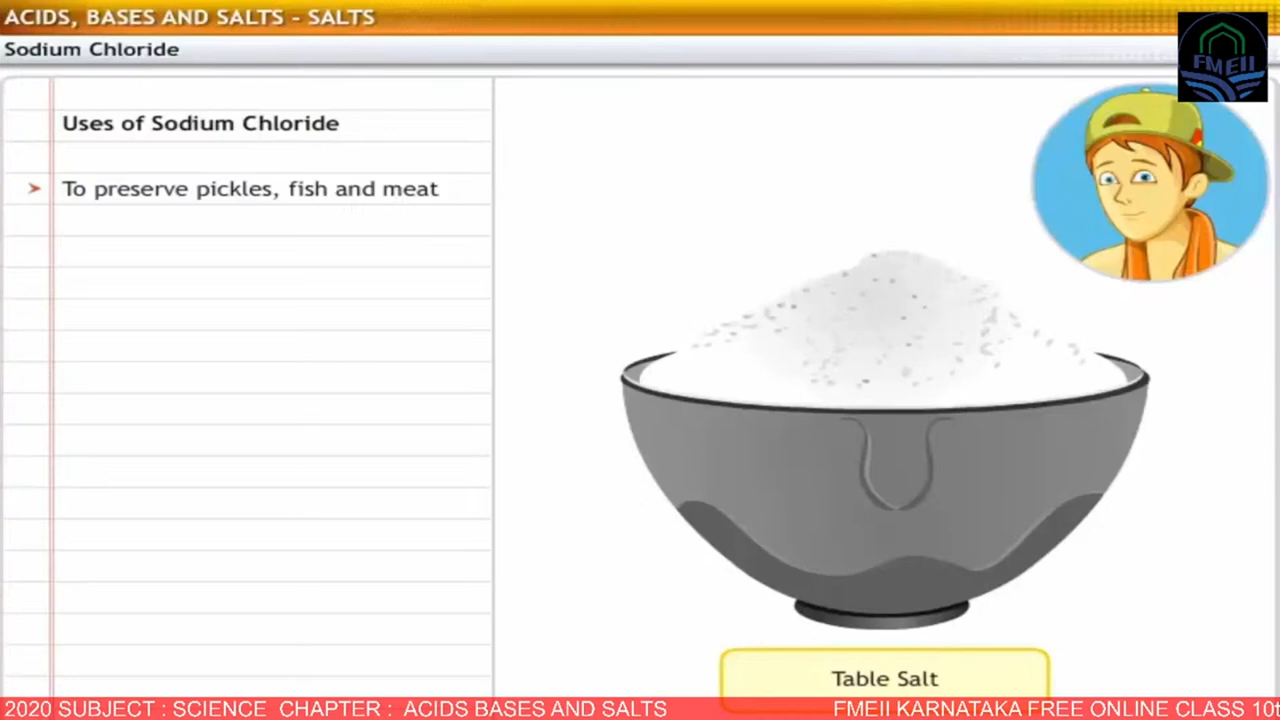 ACIDS, BASES AND SALTS - SALTS
Sodium Chloride
FMEII
Uses of Sodium Chloride
➤ To preserve pickles, fish and meat
Table Salt
2020 SUBJECT : SCIENCE CHAPTER : ACIDS BASES AND SALTS
FMEII KARNATAKA FREE ONLINE CLASS 10t